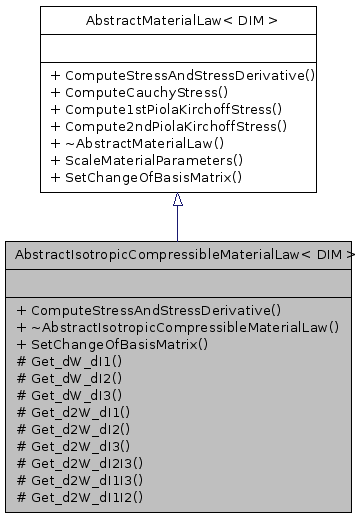 AbstractMaterialLaw< DIM >
+ ComputeStressAndStressDerivative()
+ ComputeCauchyStress()
+ Compute1stPiolaKirchoffStress()
+ Compute2ndPiolaKirchoffStress()
+ ~AbstractMaterialLaw()
+ ScaleMaterialParameters()
+ SetChangeOfBasisMatrix()
AbstractIsotropicCompressibleMaterialLaw< DIM >
+ ComputeStressAndStressDerivative()
+ ~AbstractIsotropicCompressibleMaterialLaw()
+ SetChangeOfBasisMatrix()
# Get_dW_dI1()
# Get_dW_dI2()
# Get_dW_dI3()
# Get_d2W_dI1()
# Get_d2W_dI2()
# Get_d2W_dI3()
# Get_d2W_dI2I3()
# Get_d2W_dI1I3()
# Get_d2W_dI1I2()